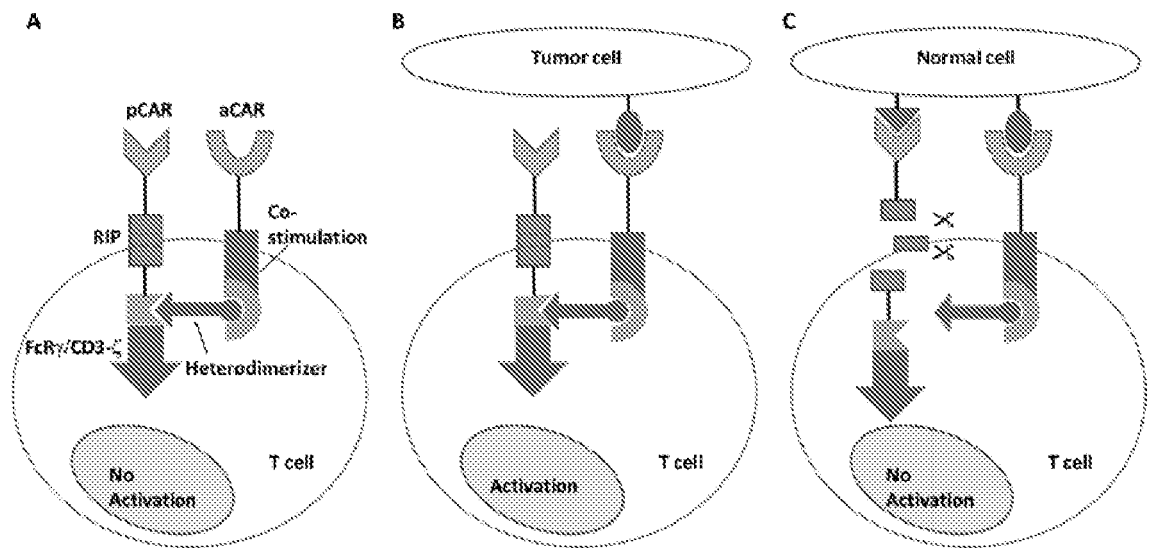 A
pCAR aCAR
RIP
Co-
stimulation
FcRγ/CD3-ζ
Heterodimerizer
No
Activation
T cell
B
Tumor cell
Activation
T cell
C
Normal cell
No
Activation
T cell